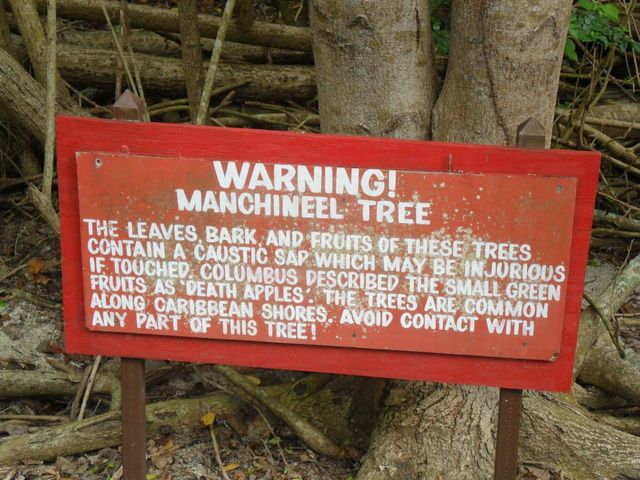 WARNING!
MANCHINEEL TREE
THE LEAVES, BARK, AND FRUITS OF THESE TREES
CONTAIN A CAUSTIC SAP WHICH MAY BE INJURIOUS
IF TOUCHED. COLUMBUS DESCRIBED THE SMALL GREEN
FRUITS AS "DEATH APPLES". THE TREES ARE COMMON
ALONG CARIBBEAN SHORES. AVOID CONTACT WITH
ANY PART OF THIS TREE!